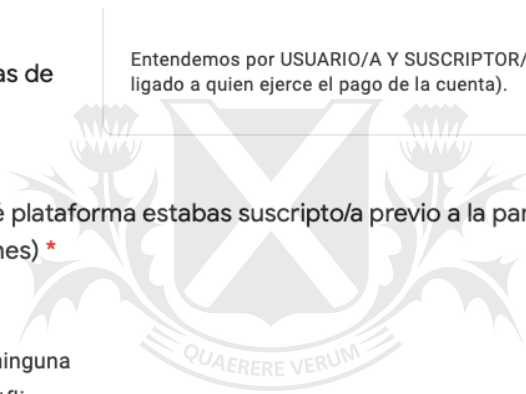 as de
Entendemos por USUARIO/A Y SUSCRIPTOR/
ligado a quien ejerce el pago de la cuenta).
é plataforma estabas suscripto/a previo a la par
nes) *
QUAERERE VERUM
ninguna